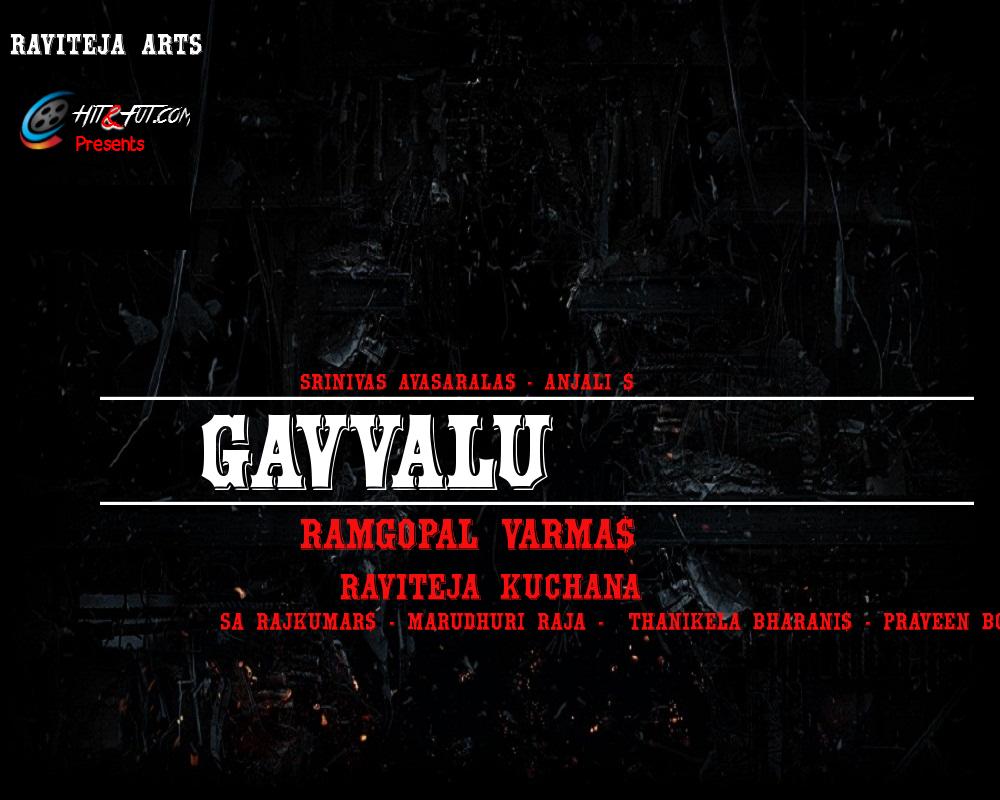 RAVITEJA ARTS
HIT&FUT.COM
Presents
SRINIVAS AVASARALA$ - ANJALI $
GAVVALU
RAMGOPAL VARMA$
RAVITEJA KUCHANA
SA RAJKUMAR$ - MARUDHURI RAJA - THANIKELA BHARANI$ - PRAVEEN